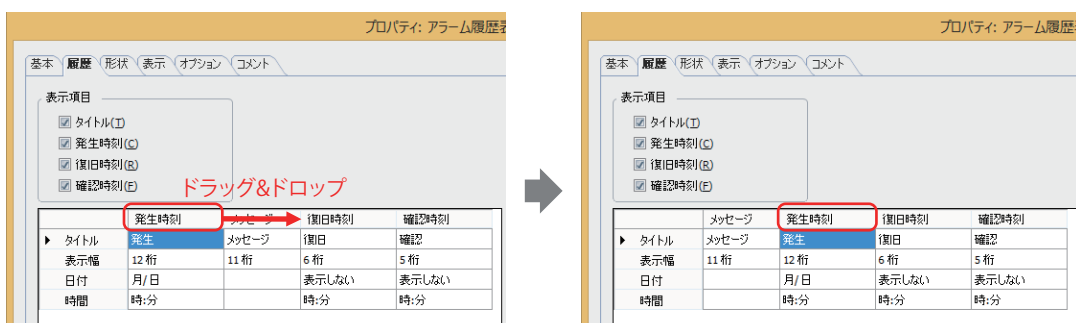 プロパティ: アラーム履歴
基本 履歴 形状 表示 オプション コメント
表示項目
タイトル(T)
発生時刻(C)
復旧時刻(R)
確認時刻(F)
ドラッグ&ドロップ
発生時刻 メッセージ 復旧時刻 確認時刻
タイトル 発生 メッセージ 復旧 確認
表示幅 12 桁 11 桁 6 桁 5 桁
日付 月/日 表示しない 表示しない
時間 時:分 時:分 時:分
プロパティ: アラーム履歴
基本 履歴 形状 表示 オプション コメント
表示項目
タイトル(T)
発生時刻(C)
復旧時刻(R)
確認時刻(F)
メッセージ 発生時刻 復旧時刻 確認時刻
タイトル メッセージ 発生 復旧 確認
表示幅 11 桁 12 桁 6 桁 5 桁
日付 月/日 表示しない 表示しない
時間 時:分 時:分 時:分